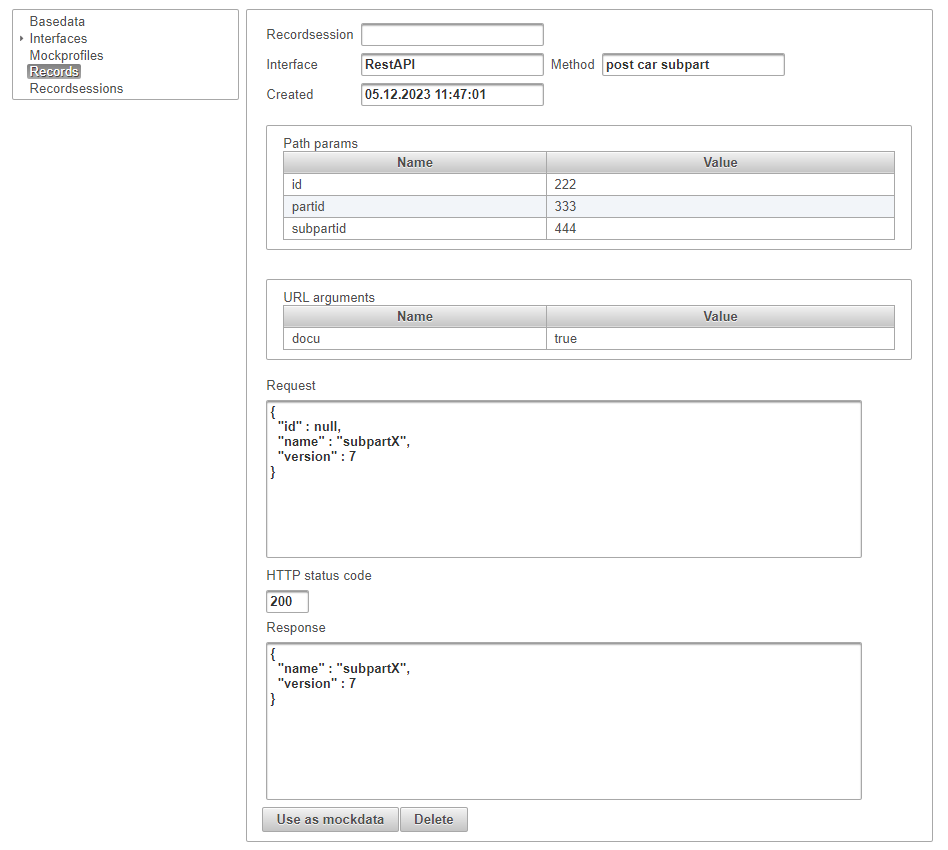 Basedata
Interfaces
Mockprofiles
Records
Recordsessions
Recordsession
Interface RestAPI Method post car subpart
Created 05.12.2023 11:47:01
Path params
Name Value
id 222
partid 333
subpartid 444
URL arguments
Name Value
docu true
Request
{
"id" : null,
"name" : "subpartX",
"version" : 7
}
HTTP status code
200
Response
{
"name" : "subpartX",
"version" : 7
}
Use as mockdata Delete